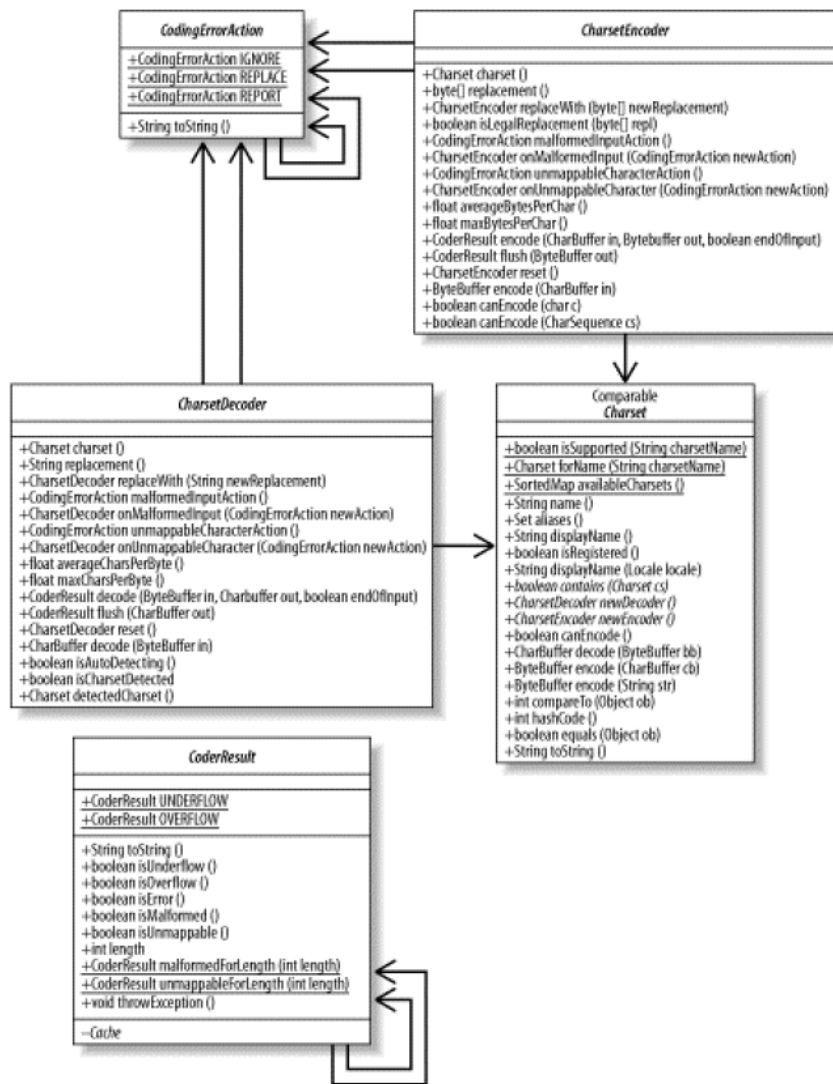 CodingErrorAction
+CodingErrorAction IGNORE
+CodingErrorAction REPLACE
+CodingErrorAction REPORT
+String toString ()
CharsetEncoder
+Charset charset ()
+byte[] replacement ()
+CharsetEncoder replaceWith (byte[] newReplacement)
+boolean isLegalReplacement (byte[] repl)
+CodingErrorAction malformedInputAction ()
+CharsetEncoder onMalformedInput (CodingErrorAction newAction)
+CodingErrorAction unmappableCharacterAction ()
+CharsetEncoder onUnmappableCharacter (CodingErrorAction newAction)
+float averageBytesPerChar ()
+float maxBytesPerChar ()
+CoderResult encode (CharBuffer in, Bytebuffer out, boolean endOfInput)
+CoderResult flush (ByteBuffer out)
+CharsetEncoder reset ()
+ByteBuffer encode (CharBuffer in)
+boolean canEncode (char c)
+boolean canEncode (CharSequence cs)
CharsetDecoder
+Charset charset ()
+String replacement ()
+CharsetDecoder replaceWith (String newReplacement)
+CodingErrorAction malformedInputAction ()
+CharsetDecoder onMalformedInput (CodingErrorAction newAction)
+CodingErrorAction unmappableCharacterAction ()
+CharsetDecoder onUnmappableCharacter (CodingErrorAction newAction)
+float averageCharsPerByte ()
+float maxCharsPerByte ()
+CoderResult decode (ByteBuffer in, Charbuffer out, boolean endOfInput)
+CoderResult flush (CharBuffer out)
+CharsetDecoder reset ()
+CharBuffer decode (ByteBuffer in)
+boolean isAutoDetecting ()
+boolean isCharsetDetected
+Charset detectedCharset ()
Comparable
Charset
+boolean isSupported (String charsetName)
+Charset forName (String charsetName)
+SortedMap availableCharsets ()
+String name ()
+Set aliases ()
+String displayName ()
+boolean isRegistered ()
+String displayName (Locale locale)
+boolean contains (Charset cs)
+CharsetDecoder newDecoder ()
+CharsetEncoder newEncoder ()
+boolean canEncode ()
+CharBuffer decode (ByteBuffer bb)
+ByteBuffer encode (CharBuffer cb)
+ByteBuffer encode (String str)
+int compareTo (Object ob)
+int hashCode ()
+boolean equals (Object ob)
+String toString ()
CoderResult
+CoderResult UNDERFLOW
+CoderResult OVERFLOW
+String toString ()
+boolean isUnderflow ()
+boolean isOverflow ()
+boolean isError ()
+boolean isMalformed ()
+boolean isUnmappable ()
+int length
+CoderResult malformedForLength (int length)
+CoderResult unmappableForLength (int length)
+void throwException ()
–Cache